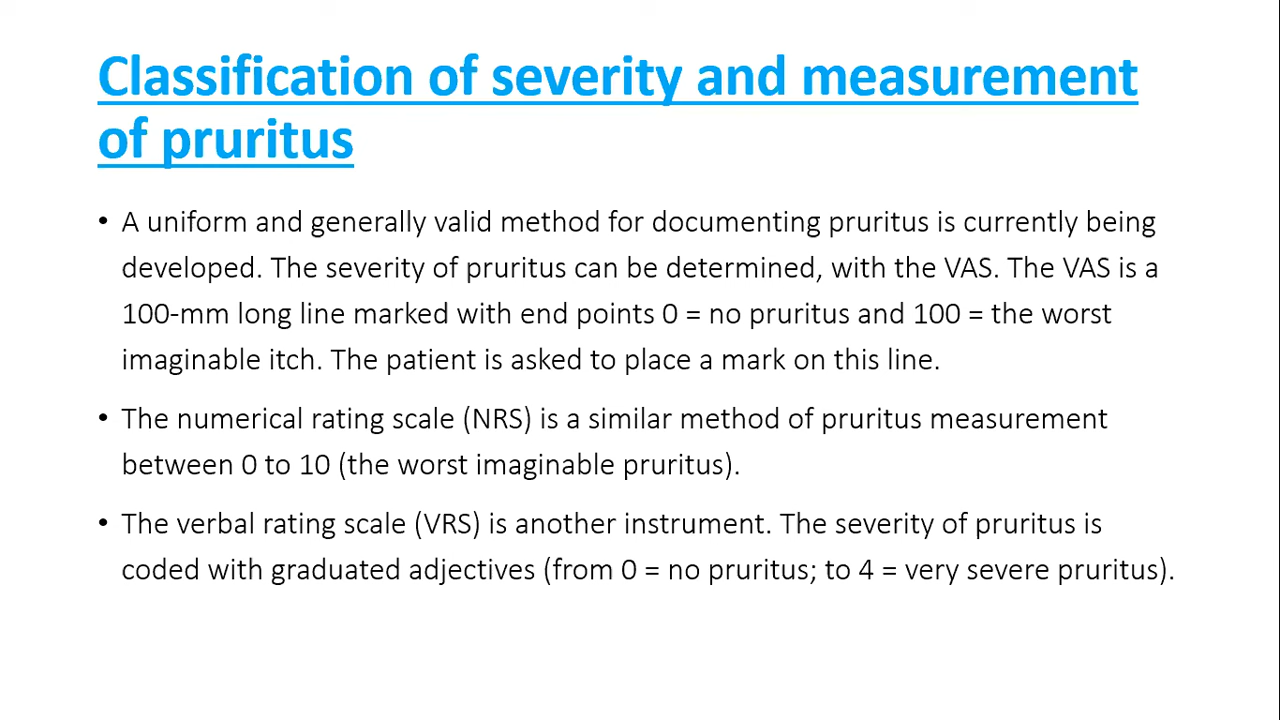 Classification of severity and measurement
of pruritus
• A uniform and generally valid method for documenting pruritus is currently being
developed. The severity of pruritus can be determined, with the VAS. The VAS is a
100-mm long line marked with end points 0 = no pruritus and 100 = the worst
imaginable itch. The patient is asked to place a mark on this line.
• The numerical rating scale (NRS) is a similar method of pruritus measurement
between 0 to 10 (the worst imaginable pruritus).
• The verbal rating scale (VRS) is another instrument. The severity of pruritus is
coded with graduated adjectives (from 0 = no pruritus; to 4 = very severe pruritus).